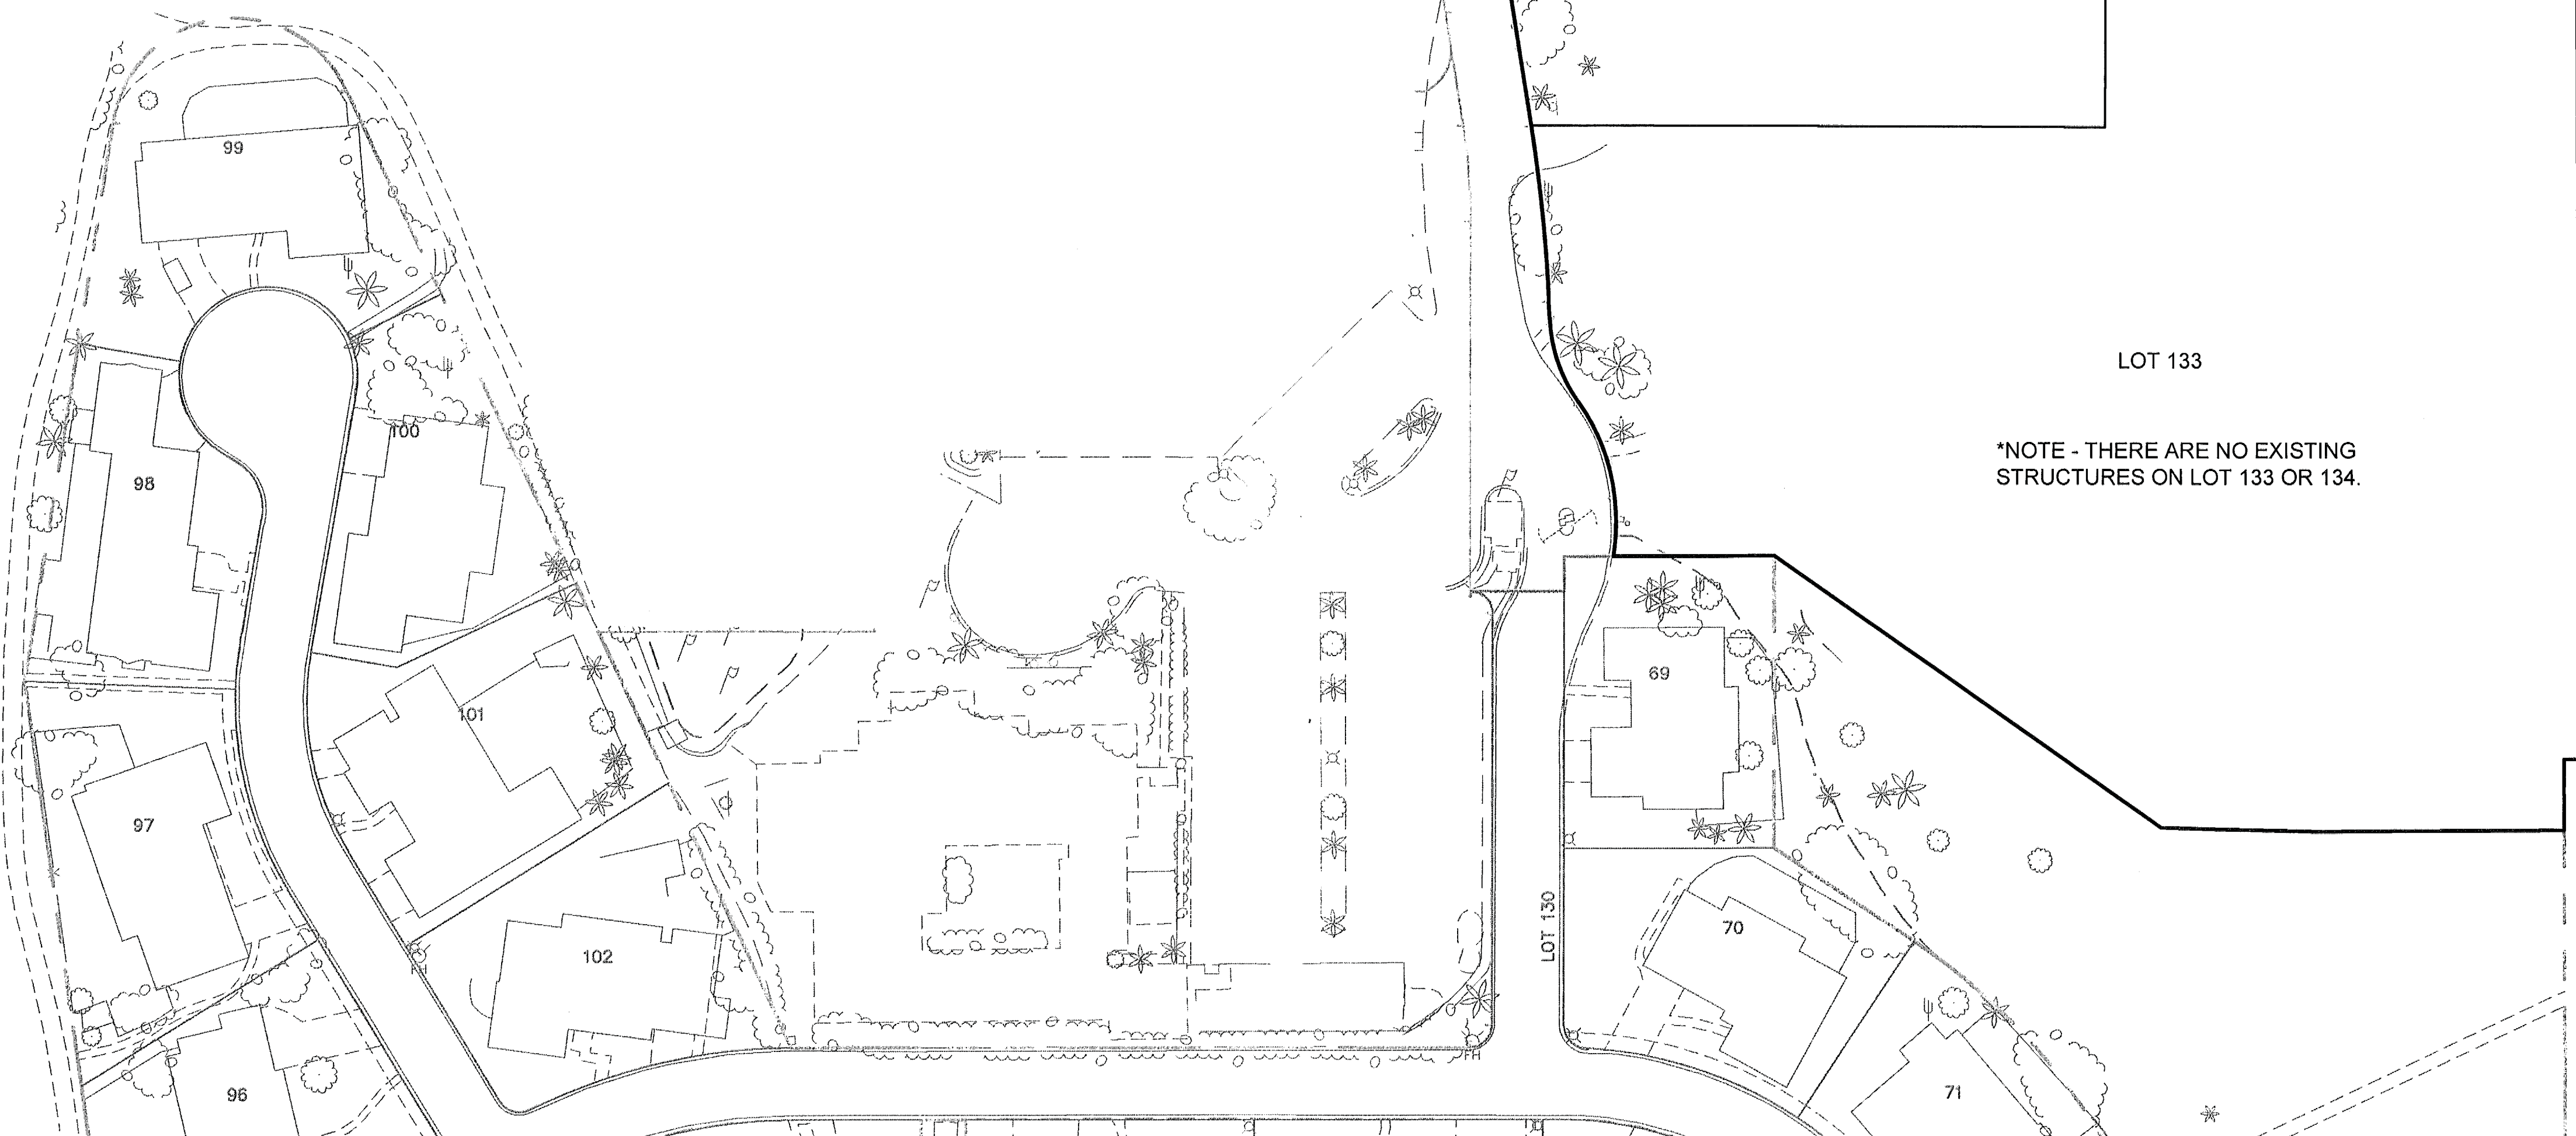 99
LOT 133
100
*NOTE - THERE ARE NO EXISTING
STRUCTURES ON LOT 133 OR 134.
98
69
101
97
LOT 130
70
102
FH
FH
96
71